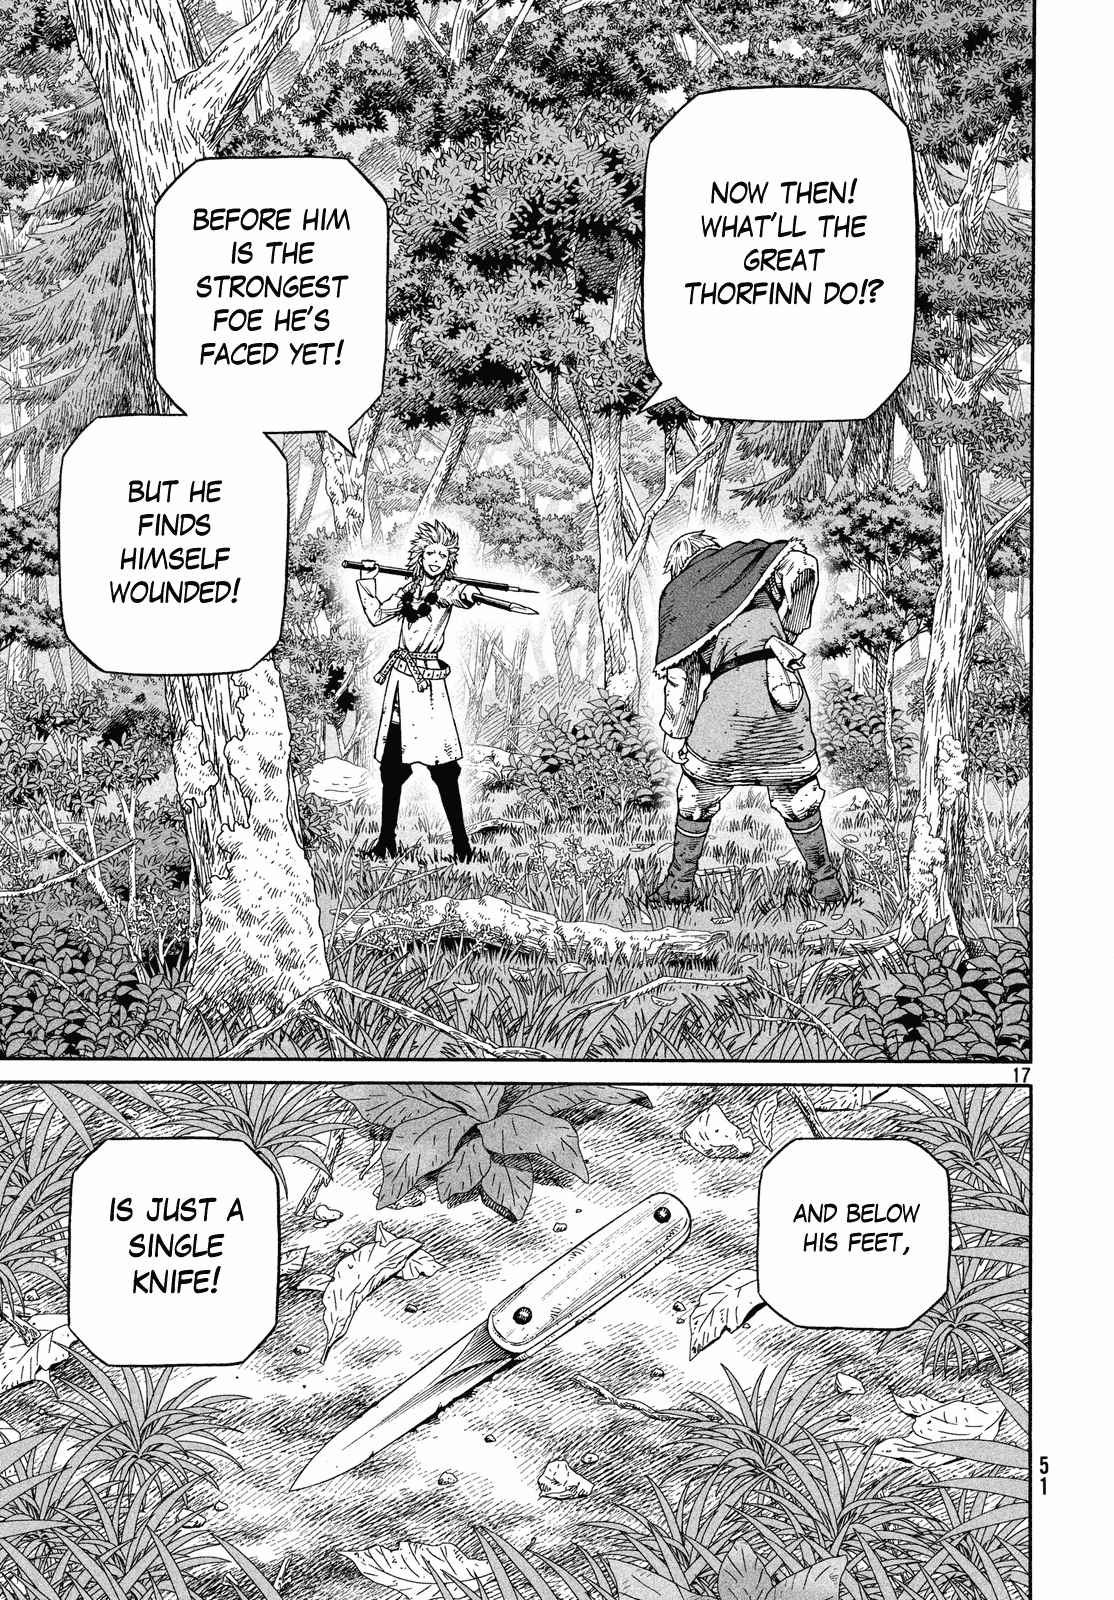 NOW THEN!
WHAT'LL THE
GREAT
THORFINN DO!?
BEFORE HIM
IS THE
STRONGEST
FOE HE'S
FACED YET!
BUT HE
FINDS
HIMSELF
WOUNDED!
17
AND BELOW
HIS FEET,
IS JUST A
SINGLE
KNIFE!
51